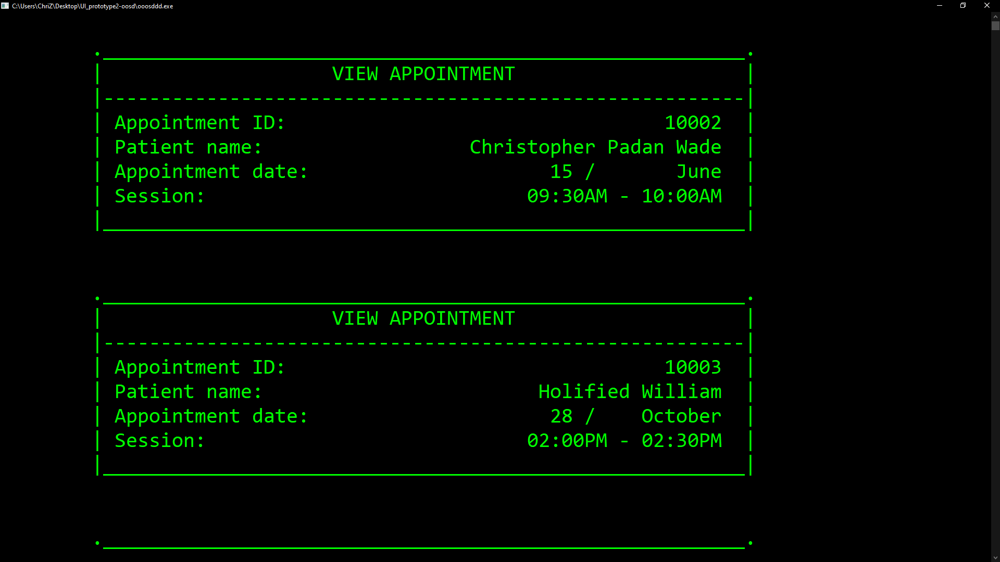 C:\Users\ChriZ\Desktop\UI_prototype2-oosd\ooosddd.exe
VIEW APPOINTMENT
Appointment ID: 10002
Patient name: Christopher Padan Wade
Appointment date: 15 / June
Session: 09:30AM - 10:00AM
VIEW APPOINTMENT
Appointment ID: 10003
Patient name: Holified William
Appointment date: 28 / October
Session: 02:00PM - 02:30PM